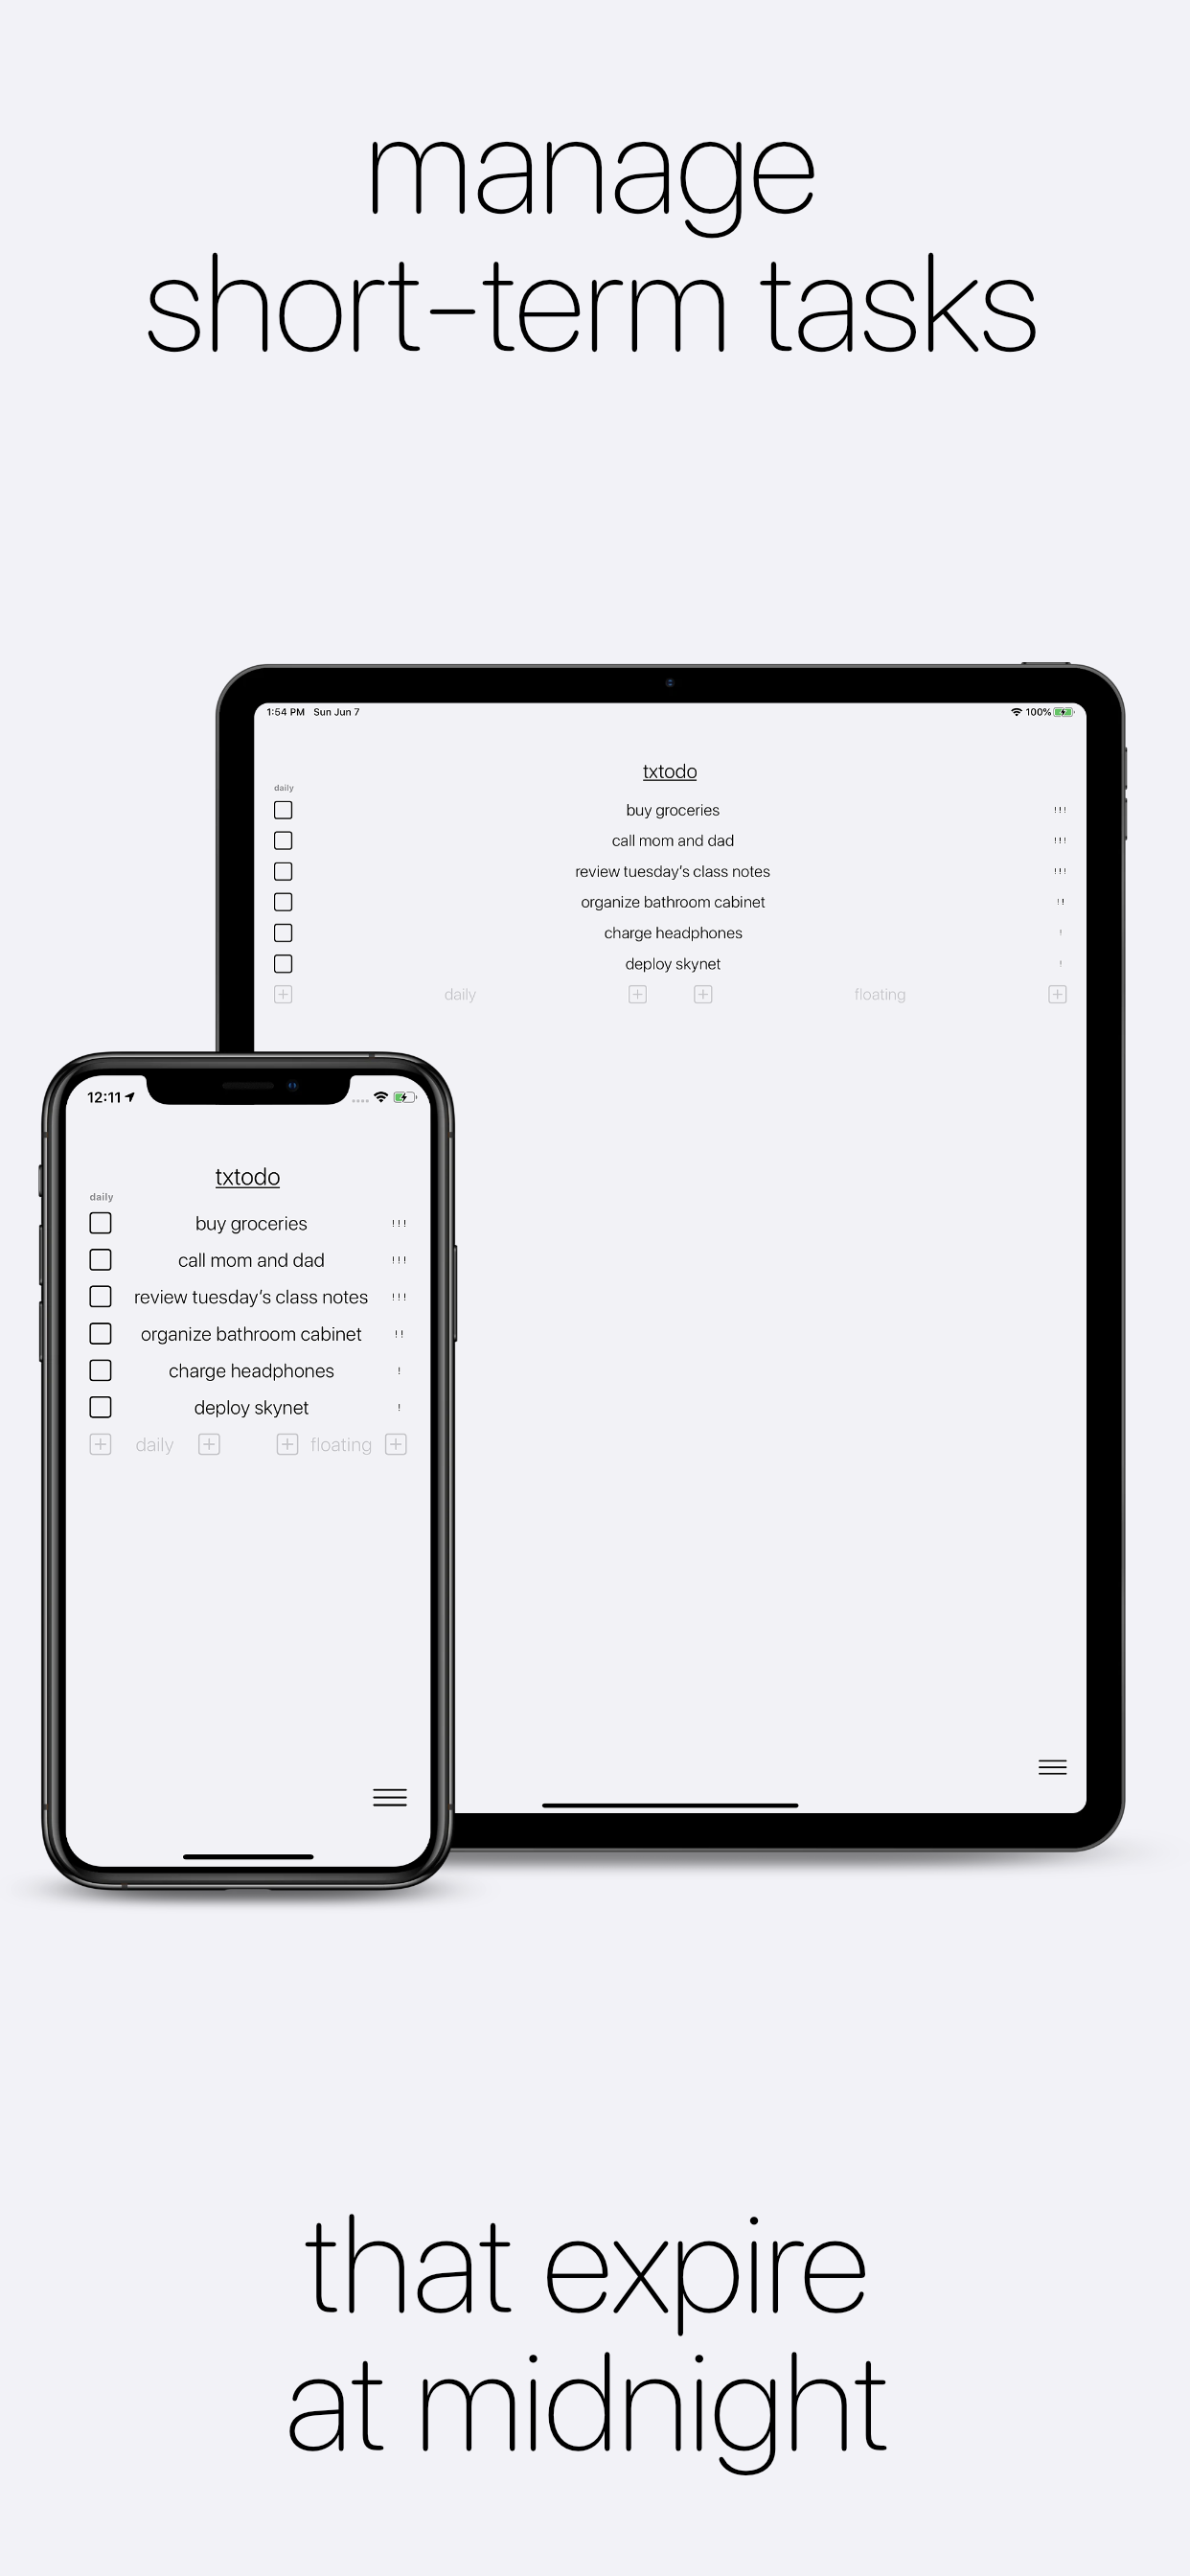 manage
short-term tasks
1:54 PM Sun Jun 7 100%
txtodo
daily
buy groceries !!!
call mom and dad !!!
review tuesday's class notes !!!
organize bathroom cabinet !!
charge headphones !
deploy skynet !
daily floating
12:11
txtodo
daily
buy groceries !!!
call mom and dad !!!
review tuesday's class notes !!!
organize bathroom cabinet !!
charge headphones !
deploy skynet !
daily floating
that expire
at midnight